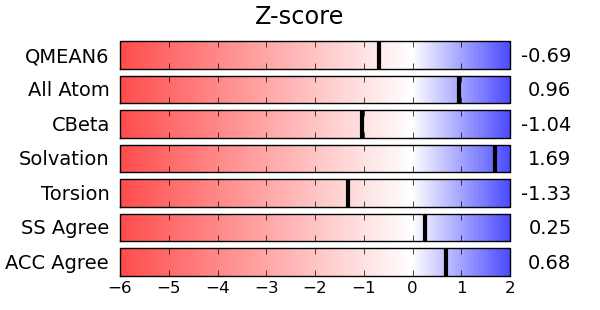 Z-score
QMEAN6 -0.69
All Atom 0.96
CBeta -1.04
Solvation 1.69
Torsion -1.33
SS Agree 0.25
ACC Agree 0.68
−6 −5 −4 −3 −2 −1 0 1 2